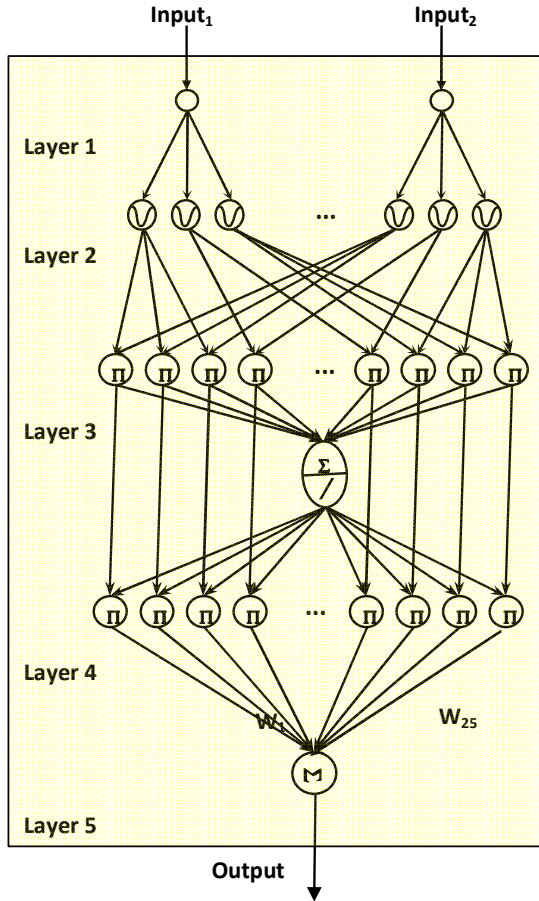 Input₁ Input₂
Layer 1
...
Layer 2
Π Π Π Π ... Π Π Π Π
Layer 3
Σ
/
Π Π Π Π ... Π Π Π Π
Layer 4
W₁ W₂₅
Σ
Layer 5
Output